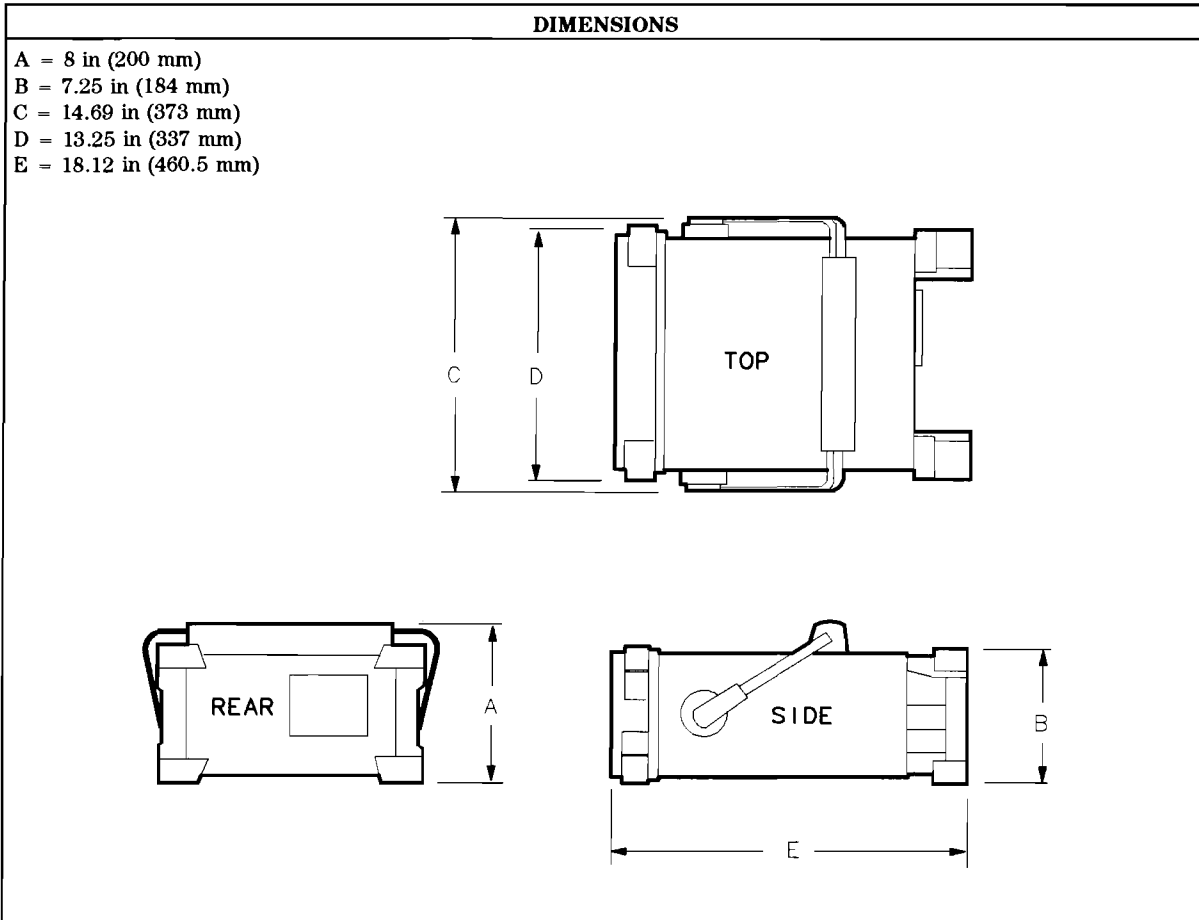 DIMENSIONS
A = 8 in (200 mm)
B = 7.25 in (184 mm)
C = 14.69 in (373 mm)
D = 13.25 in (337 mm)
E = 18.12 in (460.5 mm)
C
D
TOP
REAR
A
SIDE
B
E